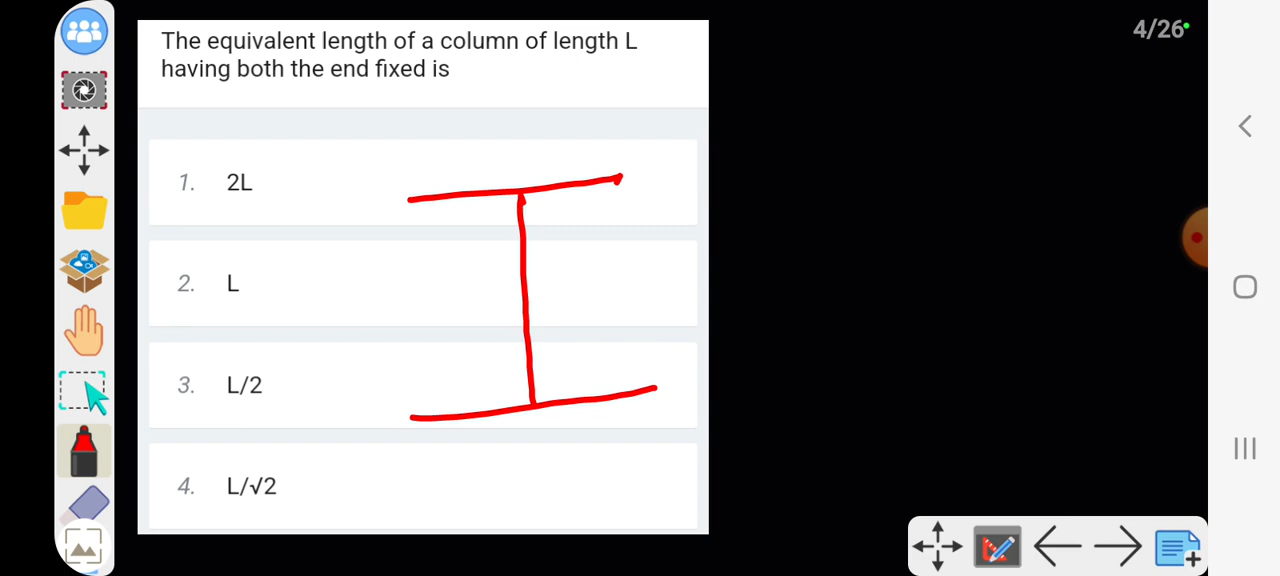 4/26
The equivalent length of a column of length L
having both the end fixed is
1. 2L
2. L
3. L/2
4. L/√2